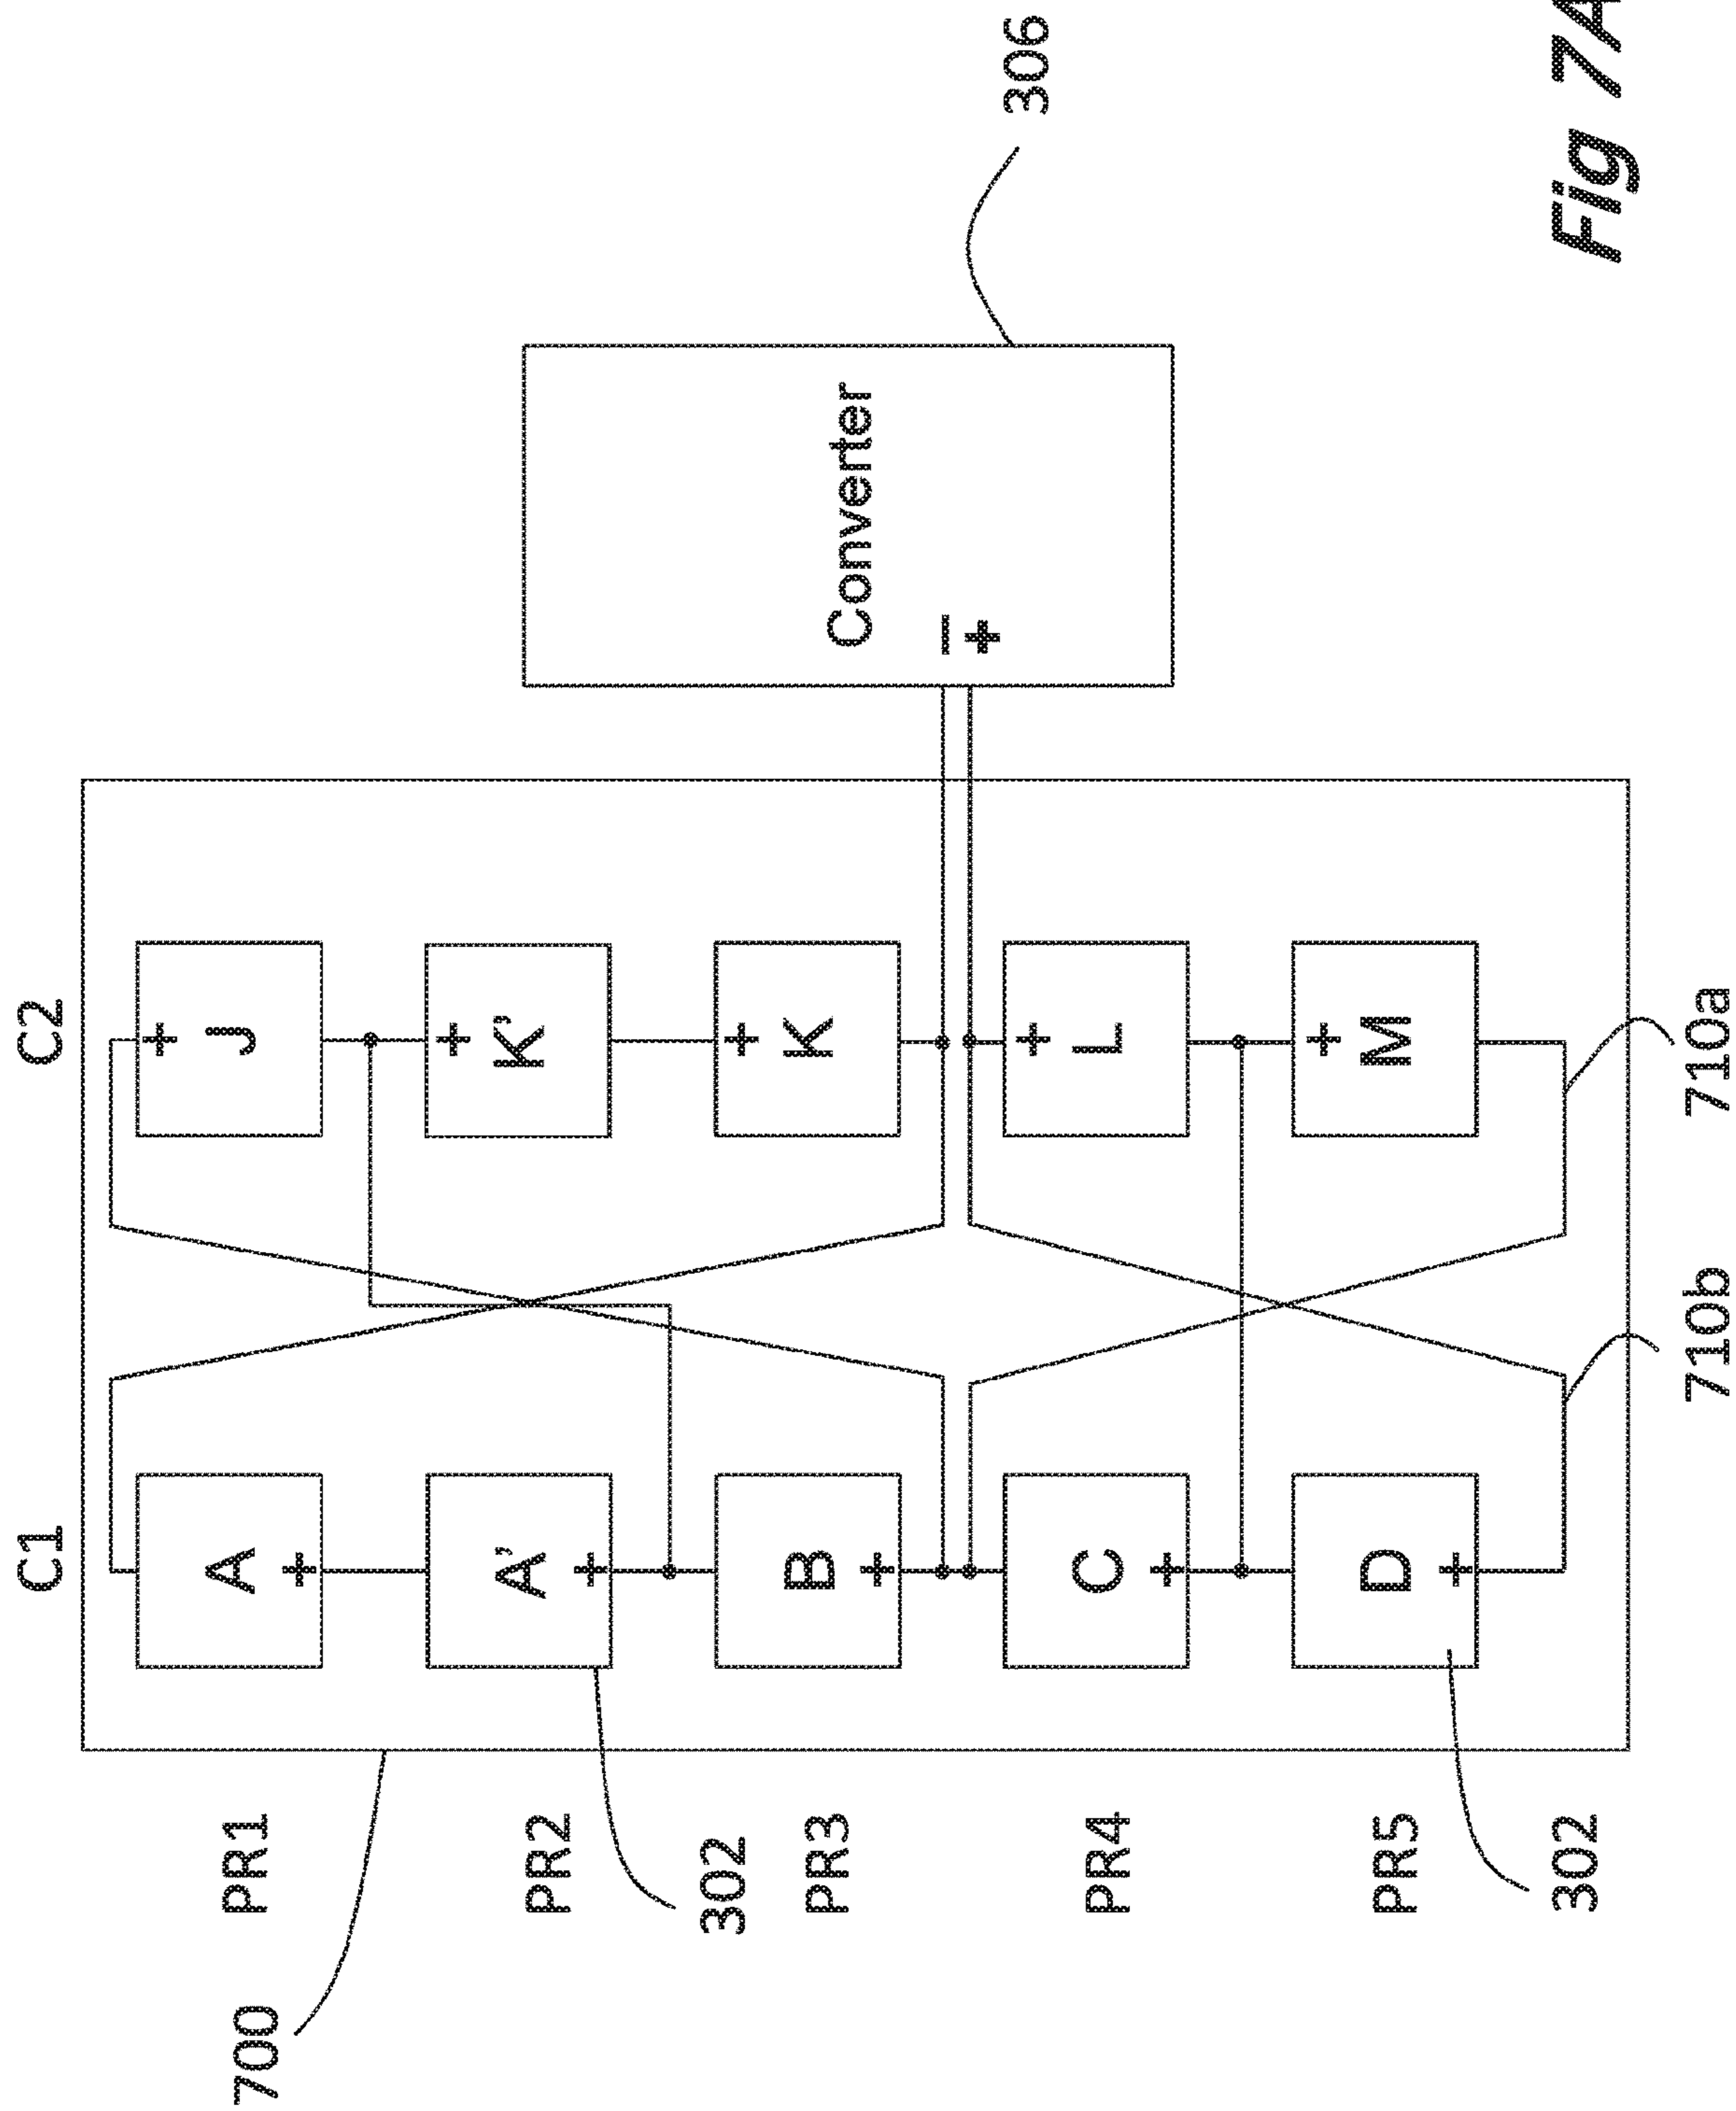 700
PR1
PR2
PR3
PR4
PR5
302
302
C1
A
+
A'
+
B
+
C
+
D
+
710b
C2
+
J
+
K'
+
K
+
L
+
M
710a
Converter
–
+
306
Fig 7A